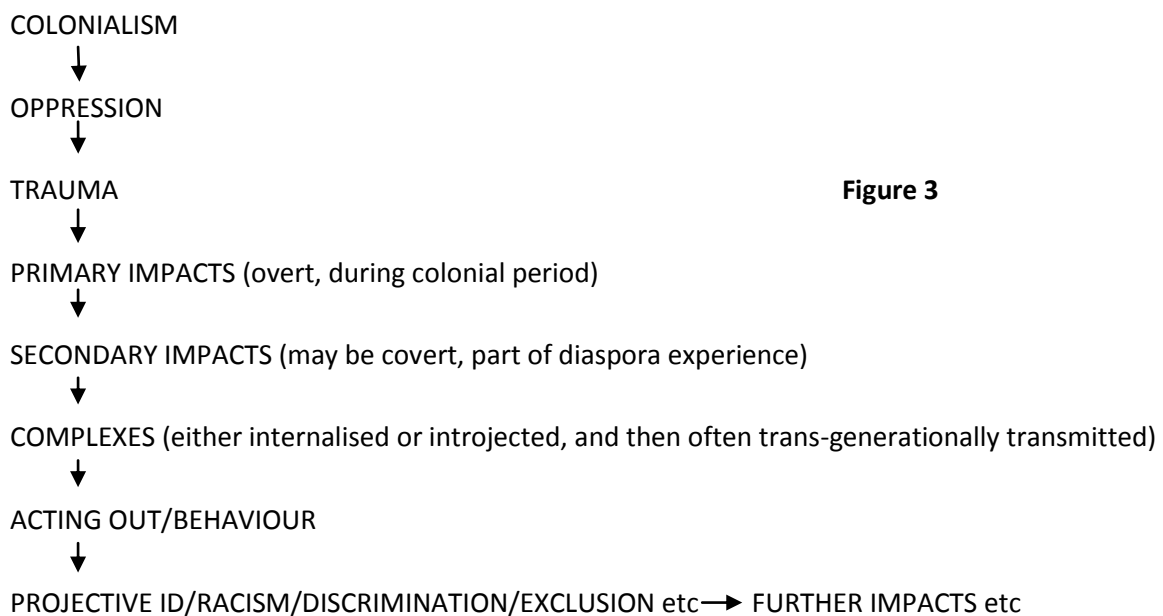 COLONIALISM
OPPRESSION
TRAUMA Figure 3
PRIMARY IMPACTS (overt, during colonial period)
SECONDARY IMPACTS (may be covert, part of diaspora experience)
COMPLEXES (either internalised or introjected, and then often trans-generationally transmitted)
ACTING OUT/BEHAVIOUR
PROJECTIVE ID/RACISM/DISCRIMINATION/EXCLUSION etc → FURTHER IMPACTS etc